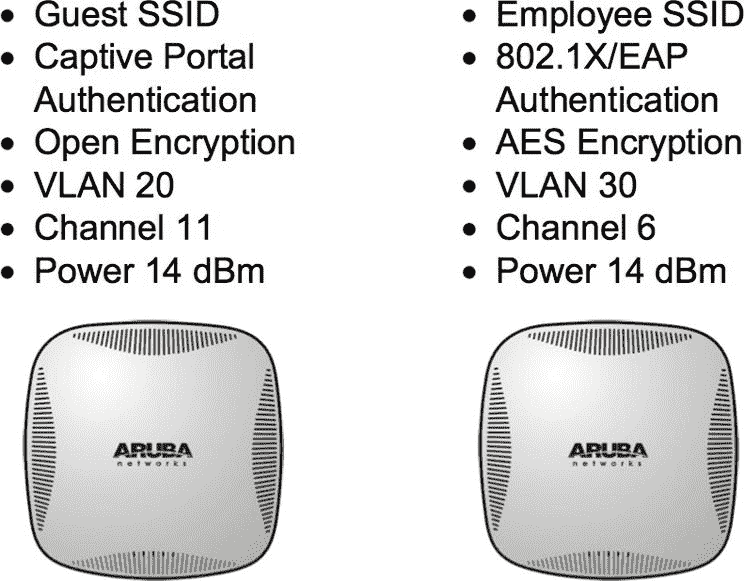 • Guest SSID
• Captive Portal
Authentication
• Open Encryption
• VLAN 20
• Channel 11
• Power 14 dBm
• Employee SSID
• 802.1X/EAP
Authentication
• AES Encryption
• VLAN 30
• Channel 6
• Power 14 dBm
ARUBA
networks
ARUBA
networks